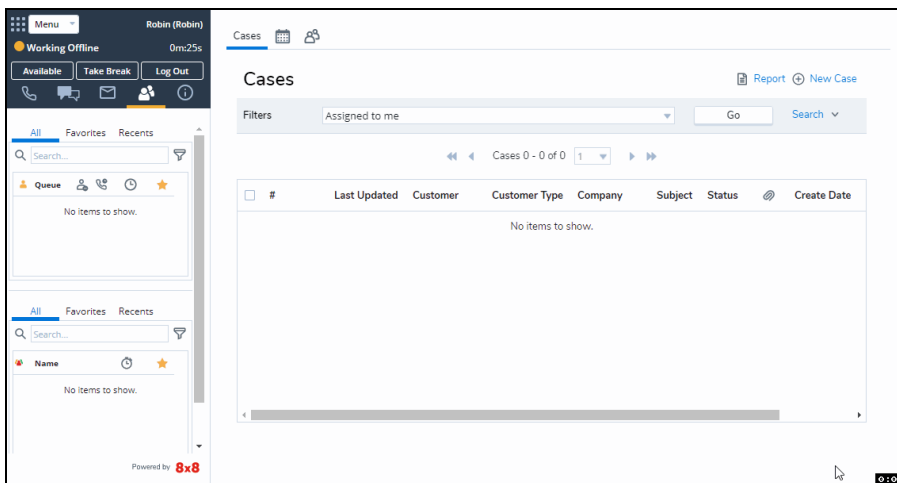 Menu Robin (Robin)
Working Offline 0m:25s
Available Take Break Log Out
All Favorites Recents
Search...
Queue
No items to show.
All Favorites Recents
Search...
Name
No items to show.
Powered by 8x8
Cases
Cases
Report New Case
Filters Assigned to me Go Search
Cases 0 - 0 of 0 1
# Last Updated Customer Customer Type Company Subject Status Create Date
No items to show.